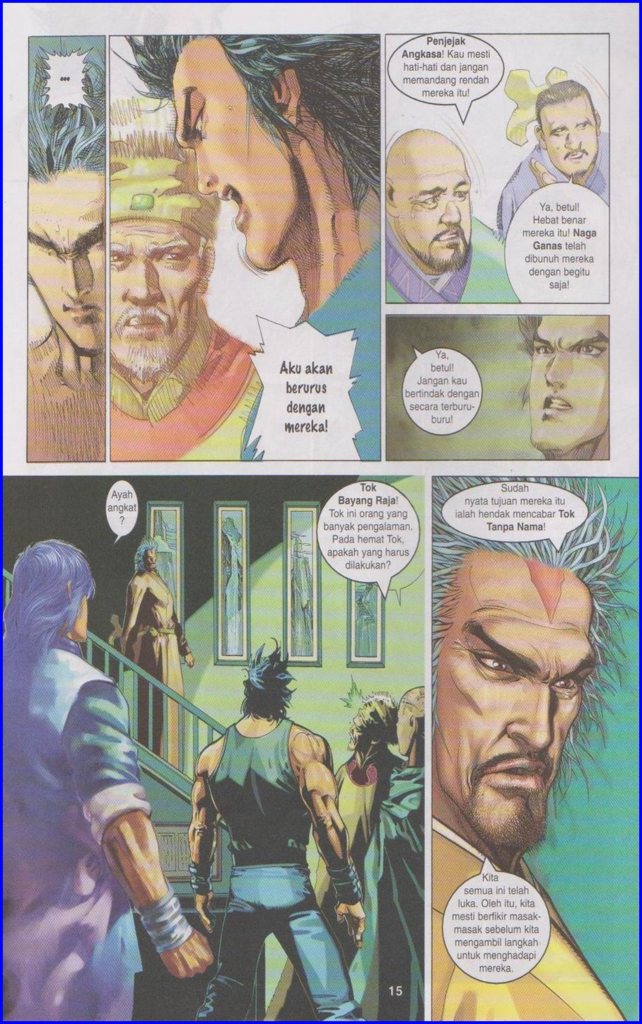 ...
Aku akan
berurus
dengan
mereka!
Penjejak
Angkasa! Kau mesti
hati-hati dan jangan
memandang rendah
mereka itu!
Ya, betul!
Hebat benar
mereka itu! Naga
Ganas telah
dibunuh mereka
dengan begitu
saja!
Ya,
betul!
Jangan kau
bertindak dengan
secara terburu-
buru!
Ayah
angkat
?
Tok
Bayang Raja!
Tok ini orang yang
banyak pengalaman.
Pada hemat Tok,
apakah yang harus
dilakukan?
Sudah
nyata tujuan mereka itu
ialah hendak mencabar Tok
Tanpa Nama!
Kita
semua ini telah
luka. Oleh itu, kita
mesti berfikir masak-
masak sebelum kita
mengambil langkah
untuk menghadapi
mereka.
15